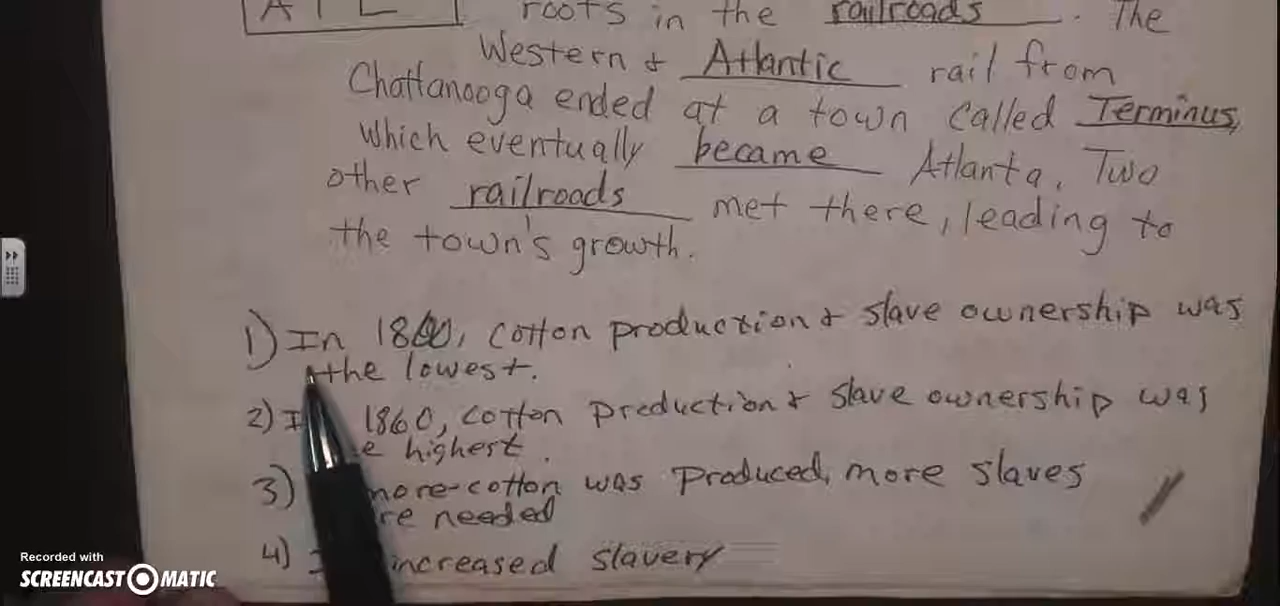 ATL roots in the railroads. The
Western & Atlantic rail from
Chattanooga ended at a town called Terminus,
which eventually became Atlanta. Two
other railroads met there, leading to
the town's growth.
1) In 1800, cotton production & slave ownership was
the lowest.
2) I 1860, cotton production & slave ownership was
e highest.
3) more cotton was produced, more slaves
re needed
4) increased slavery
Recorded with
SCREENCAST-O-MATIC